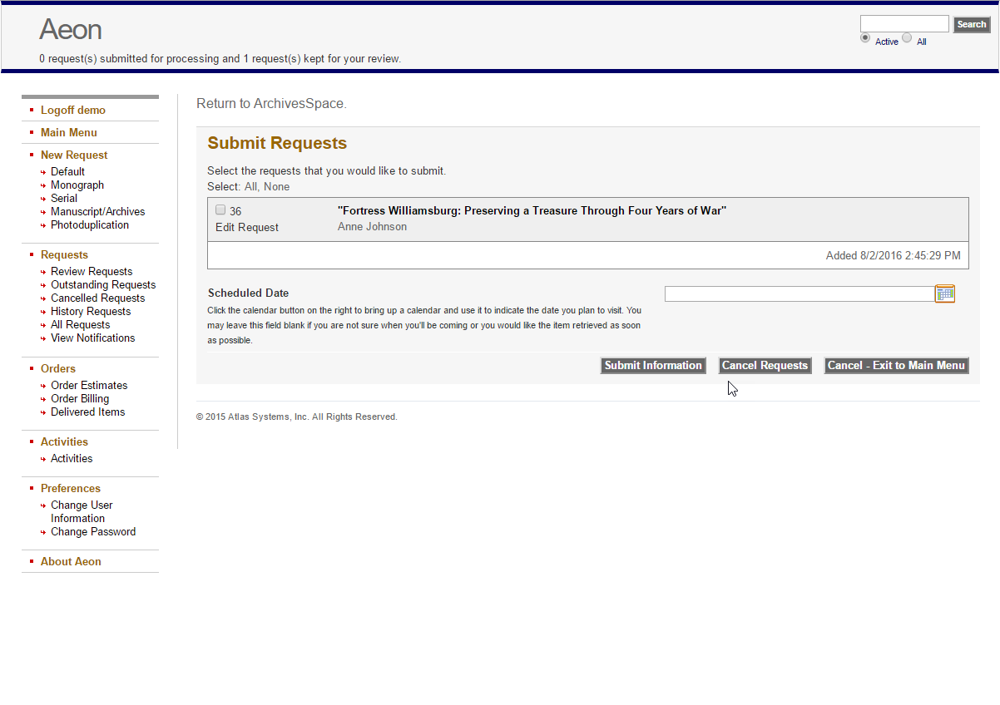 Aeon
Search
Active All
0 request(s) submitted for processing and 1 request(s) kept for your review.
Logoff demo
Main Menu
New Request
Default
Monograph
Serial
Manuscript/Archives
Photoduplication
Requests
Review Requests
Outstanding Requests
Cancelled Requests
History Requests
All Requests
View Notifications
Orders
Order Estimates
Order Billing
Delivered Items
Activities
Activities
Preferences
Change User
Information
Change Password
About Aeon
Return to ArchivesSpace.
Submit Requests
Select the requests that you would like to submit.
Select: All, None
36
Edit Request
"Fortress Williamsburg: Preserving a Treasure Through Four Years of War"
Anne Johnson
Added 8/2/2016 2:45:29 PM
Scheduled Date
Click the calendar button on the right to bring up a calendar and use it to indicate the date you plan to visit. You
may leave this field blank if you are not sure when you'll be coming or you would like the item retrieved as soon
as possible.
Submit Information Cancel Requests Cancel - Exit to Main Menu
© 2015 Atlas Systems, Inc. All Rights Reserved.